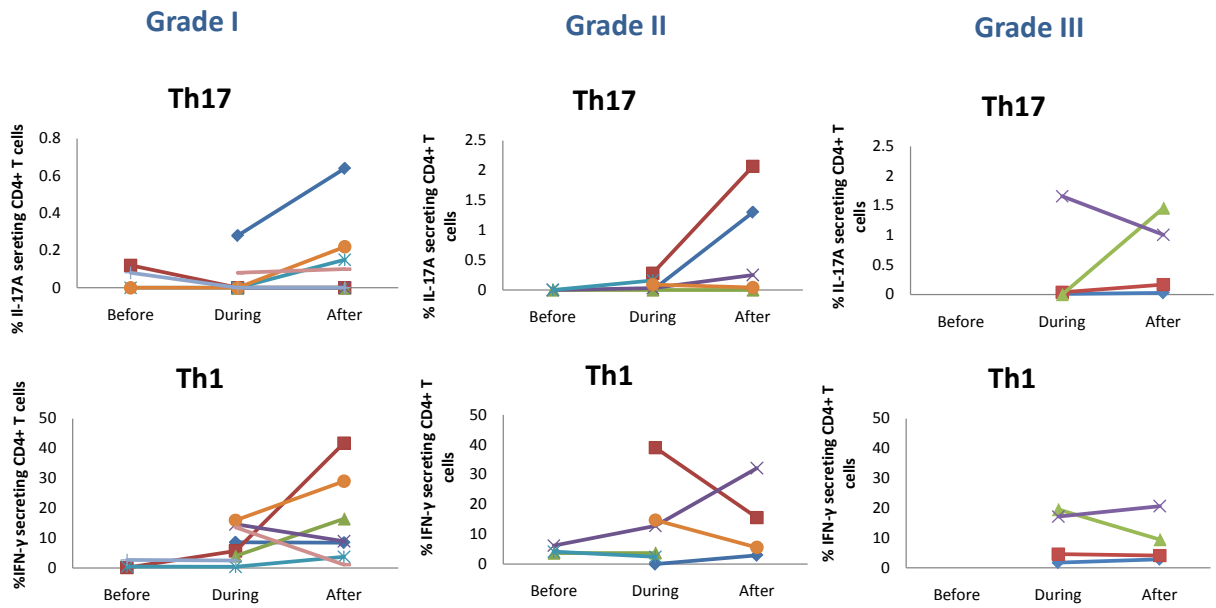 Grade I
Grade II
Grade III
Th17
% Il-17A serreting CD4+ T cells
0.8
0.6
0.4
0.2
0
Before
During
After
Th17
% IL-17A secreting CD4+ T
cells
2.5
2
1.5
1
0.5
0
Before
During
After
Th17
% IL-17A secreting CD4+ T
cells
2.5
2
1.5
1
0.5
0
Before
During
After
Th1
%IFN-γ secreting CD4+ T cells
50
40
30
20
10
0
Before
During
After
Th1
% IFN-γ secreting CD4+ T
cells
50
40
30
20
10
0
Before
During
After
Th1
% IFN-γ secreting CD4+ T
cells
50
40
30
20
10
0
Before
During
After